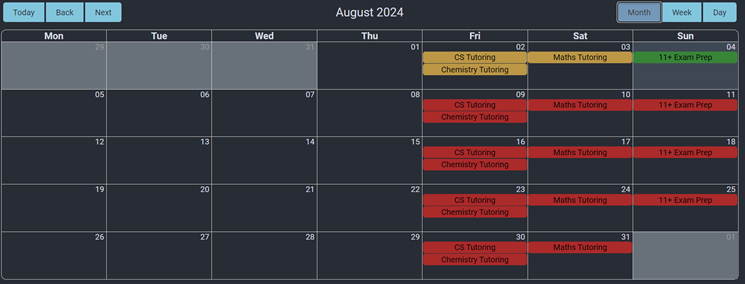 Today Back Next August 2024 Month Week Day
Mon Tue Wed Thu Fri Sat Sun
29 30 31 01 02 03 04
CS Tutoring Maths Tutoring 11+ Exam Prep
Chemistry Tutoring
05 06 07 08 09 10 11
CS Tutoring Maths Tutoring 11+ Exam Prep
Chemistry Tutoring
12 13 14 15 16 17 18
CS Tutoring Maths Tutoring 11+ Exam Prep
Chemistry Tutoring
19 20 21 22 23 24 25
CS Tutoring Maths Tutoring 11+ Exam Prep
Chemistry Tutoring
26 27 28 29 30 31 01
CS Tutoring Maths Tutoring
Chemistry Tutoring